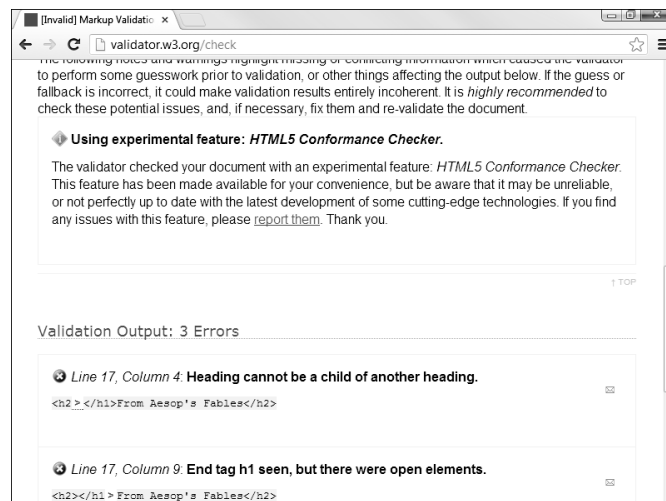 [Invalid] Markup Validatio
validator.w3.org/check
The following notes and warnings highlight missing or conflicting information which caused the validator
to perform some guesswork prior to validation, or other things affecting the output below. If the guess or
fallback is incorrect, it could make validation results entirely incoherent. It is highly recommended to
check these potential issues, and, if necessary, fix them and re-validate the document.
Using experimental feature: HTML5 Conformance Checker.
The validator checked your document with an experimental feature: HTML5 Conformance Checker.
This feature has been made available for your convenience, but be aware that it may be unreliable,
or not perfectly up to date with the latest development of some cutting-edge technologies. If you find
any issues with this feature, please report them. Thank you.
↑ TOP
Validation Output: 3 Errors
Line 17, Column 4: Heading cannot be a child of another heading.
<h2></h1>From Aesop's Fables</h2>
Line 17, Column 9: End tag h1 seen, but there were open elements.
<h2></h1>From Aesop's Fables</h2>